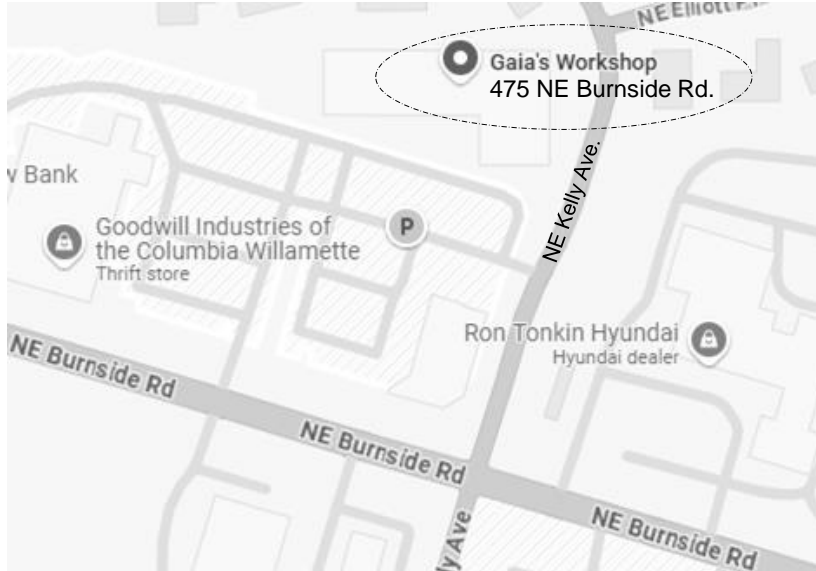 NE Elliott
Gaia's Workshop
475 NE Burnside Rd.
NE Kelly Ave.
Bank
Goodwill Industries of
the Columbia Willamette
Thrift store
P
Ron Tonkin Hyundai
Hyundai dealer
NE Burnside Rd
NE Burnside Rd
NE Burnside Rd
ly Ave